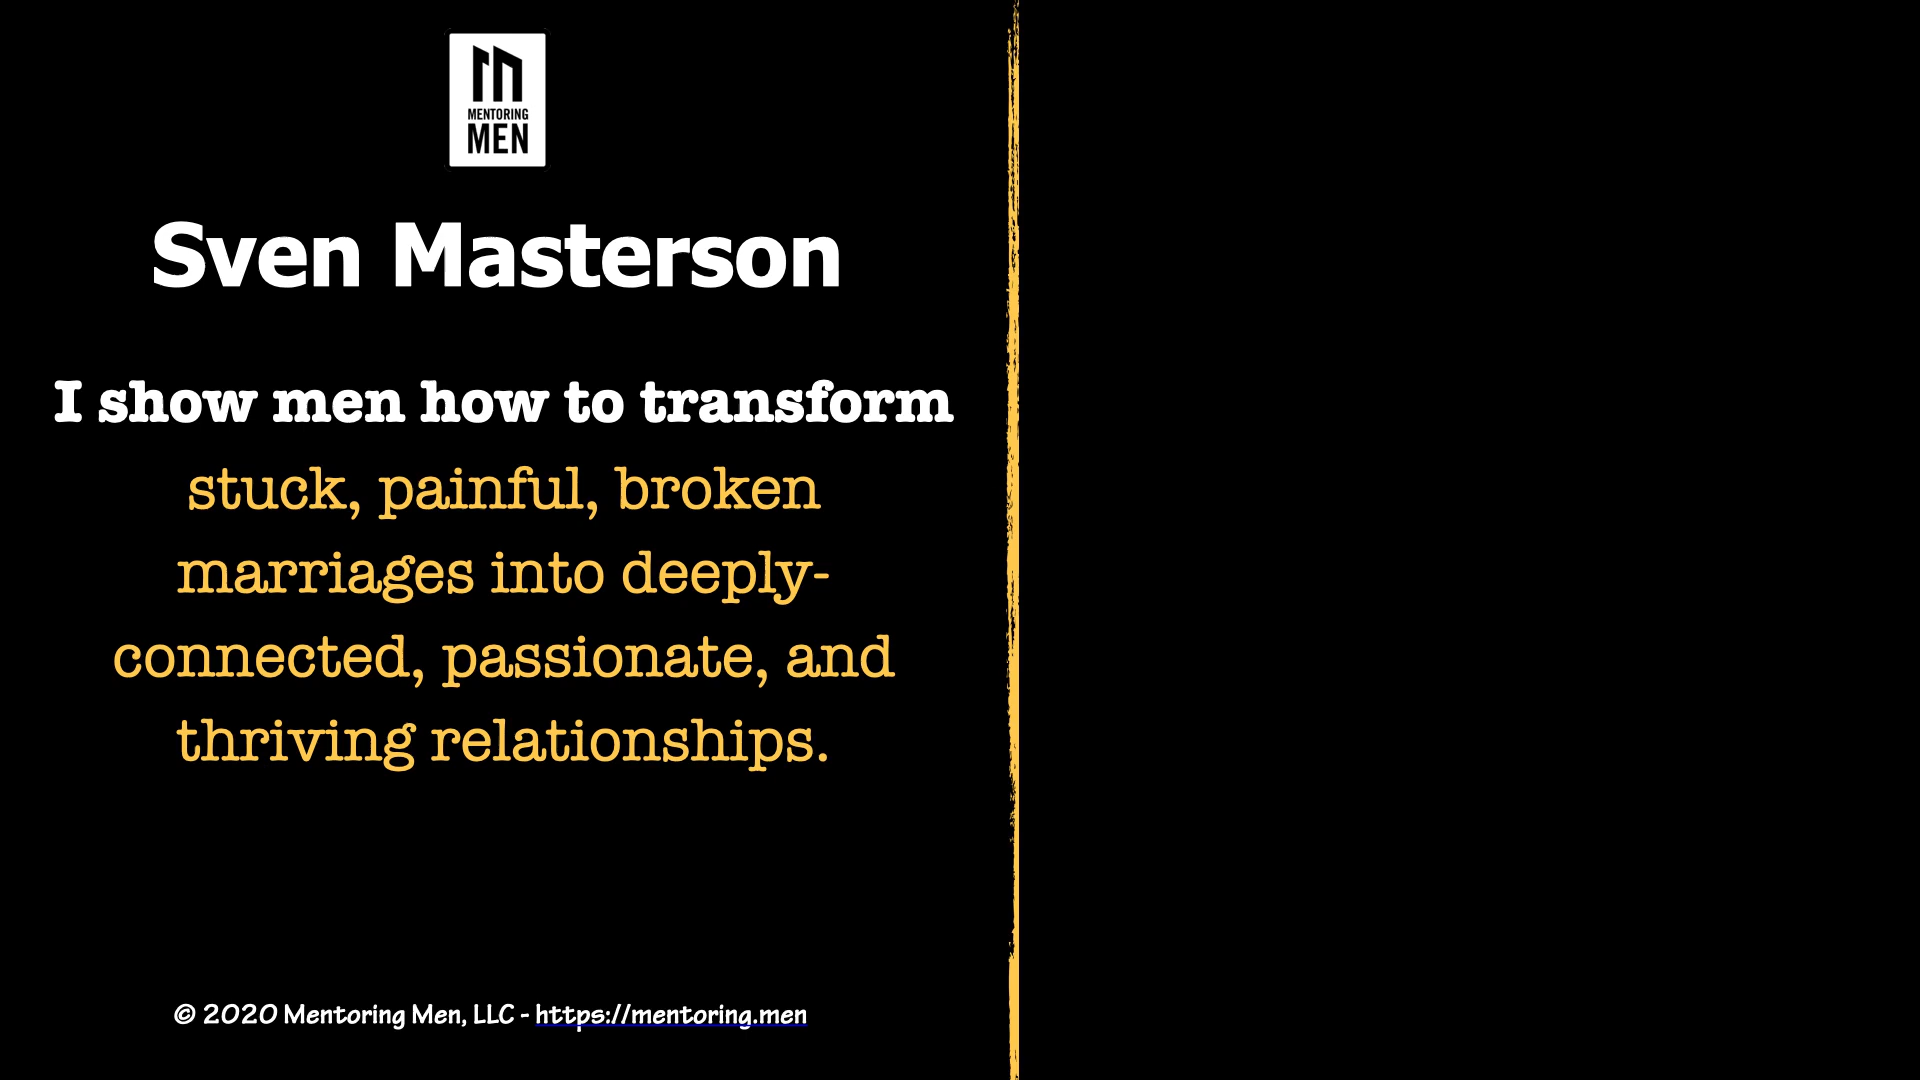 MENTORING
MEN
Sven Masterson
I show men how to transform
stuck, painful, broken
marriages into deeply-
connected, passionate, and
thriving relationships.
© 2020 Mentoring Men, LLC - https://mentoring.men